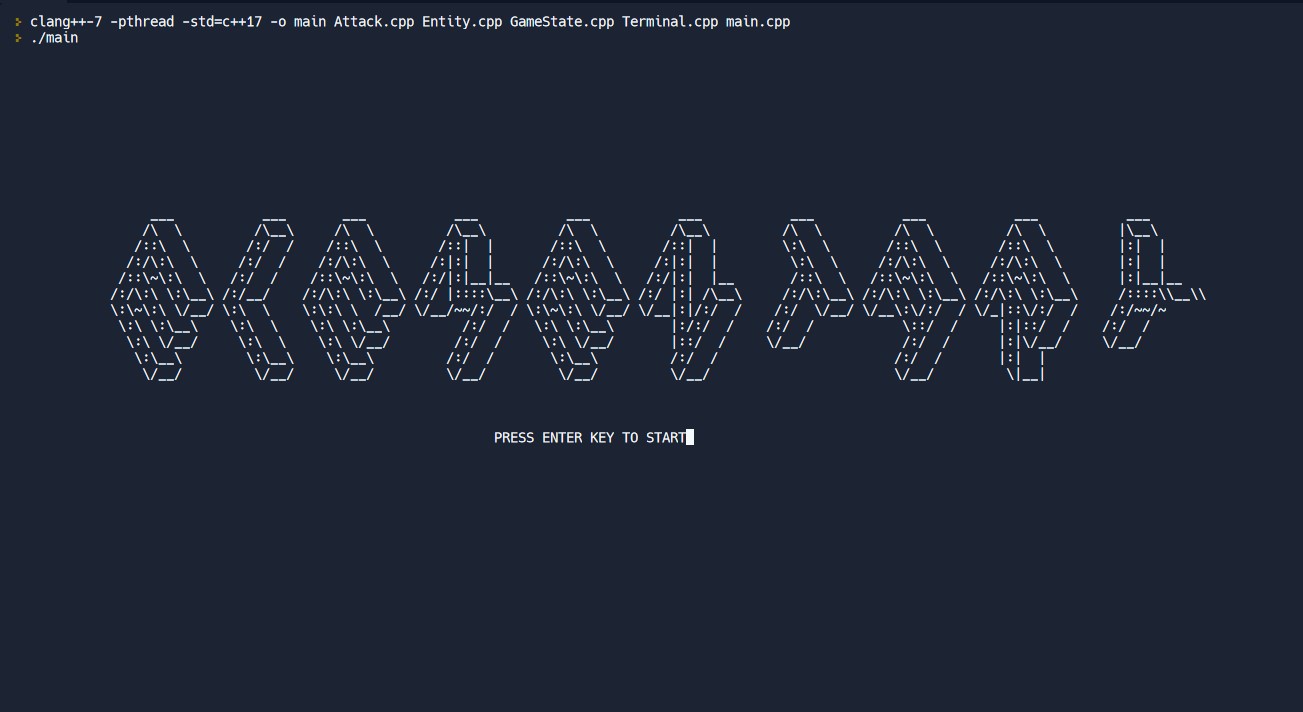 clang++-7 -pthread -std=c++17 -o main Attack.cpp Entity.cpp GameState.cpp Terminal.cpp main.cpp
./main
ELEMENTARY
PRESS ENTER KEY TO START